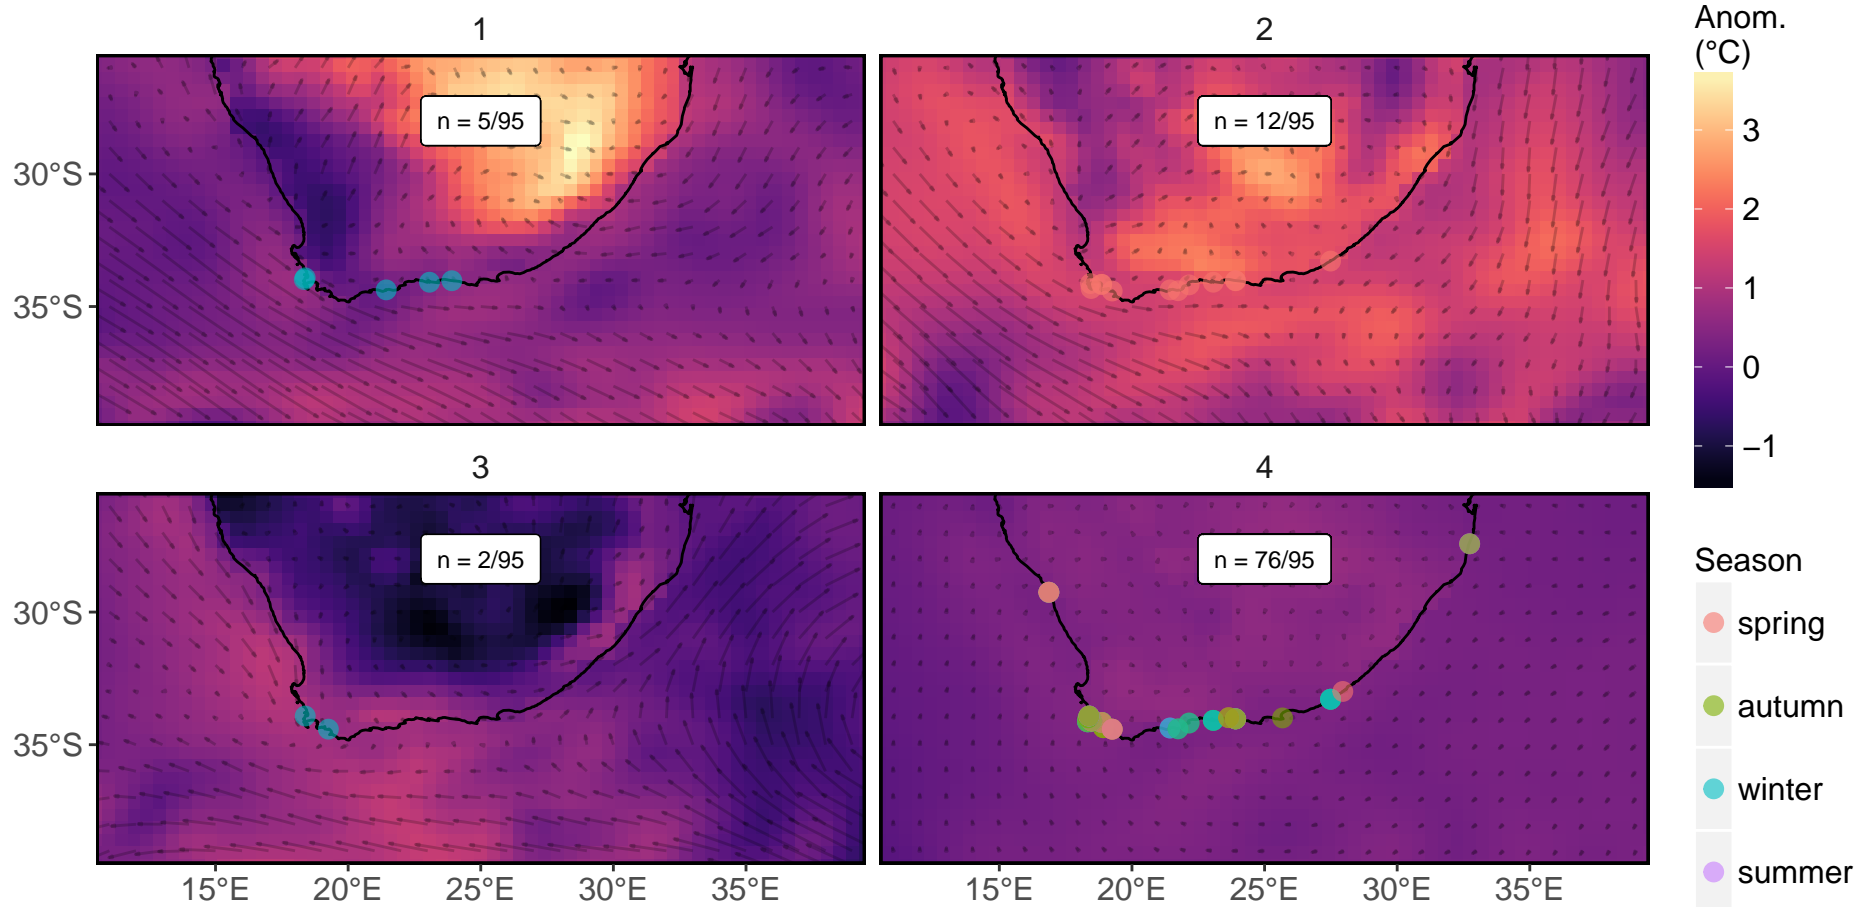 1
2
Anom.
(°C)
n = 5/95
n = 12/95
3
2
1
0
−1
30°S
35°S
3
4
n = 2/95
n = 76/95
30°S
35°S
Season
spring
autumn
winter
summer
15°E
20°E
25°E
30°E
35°E
15°E
20°E
25°E
30°E
35°E